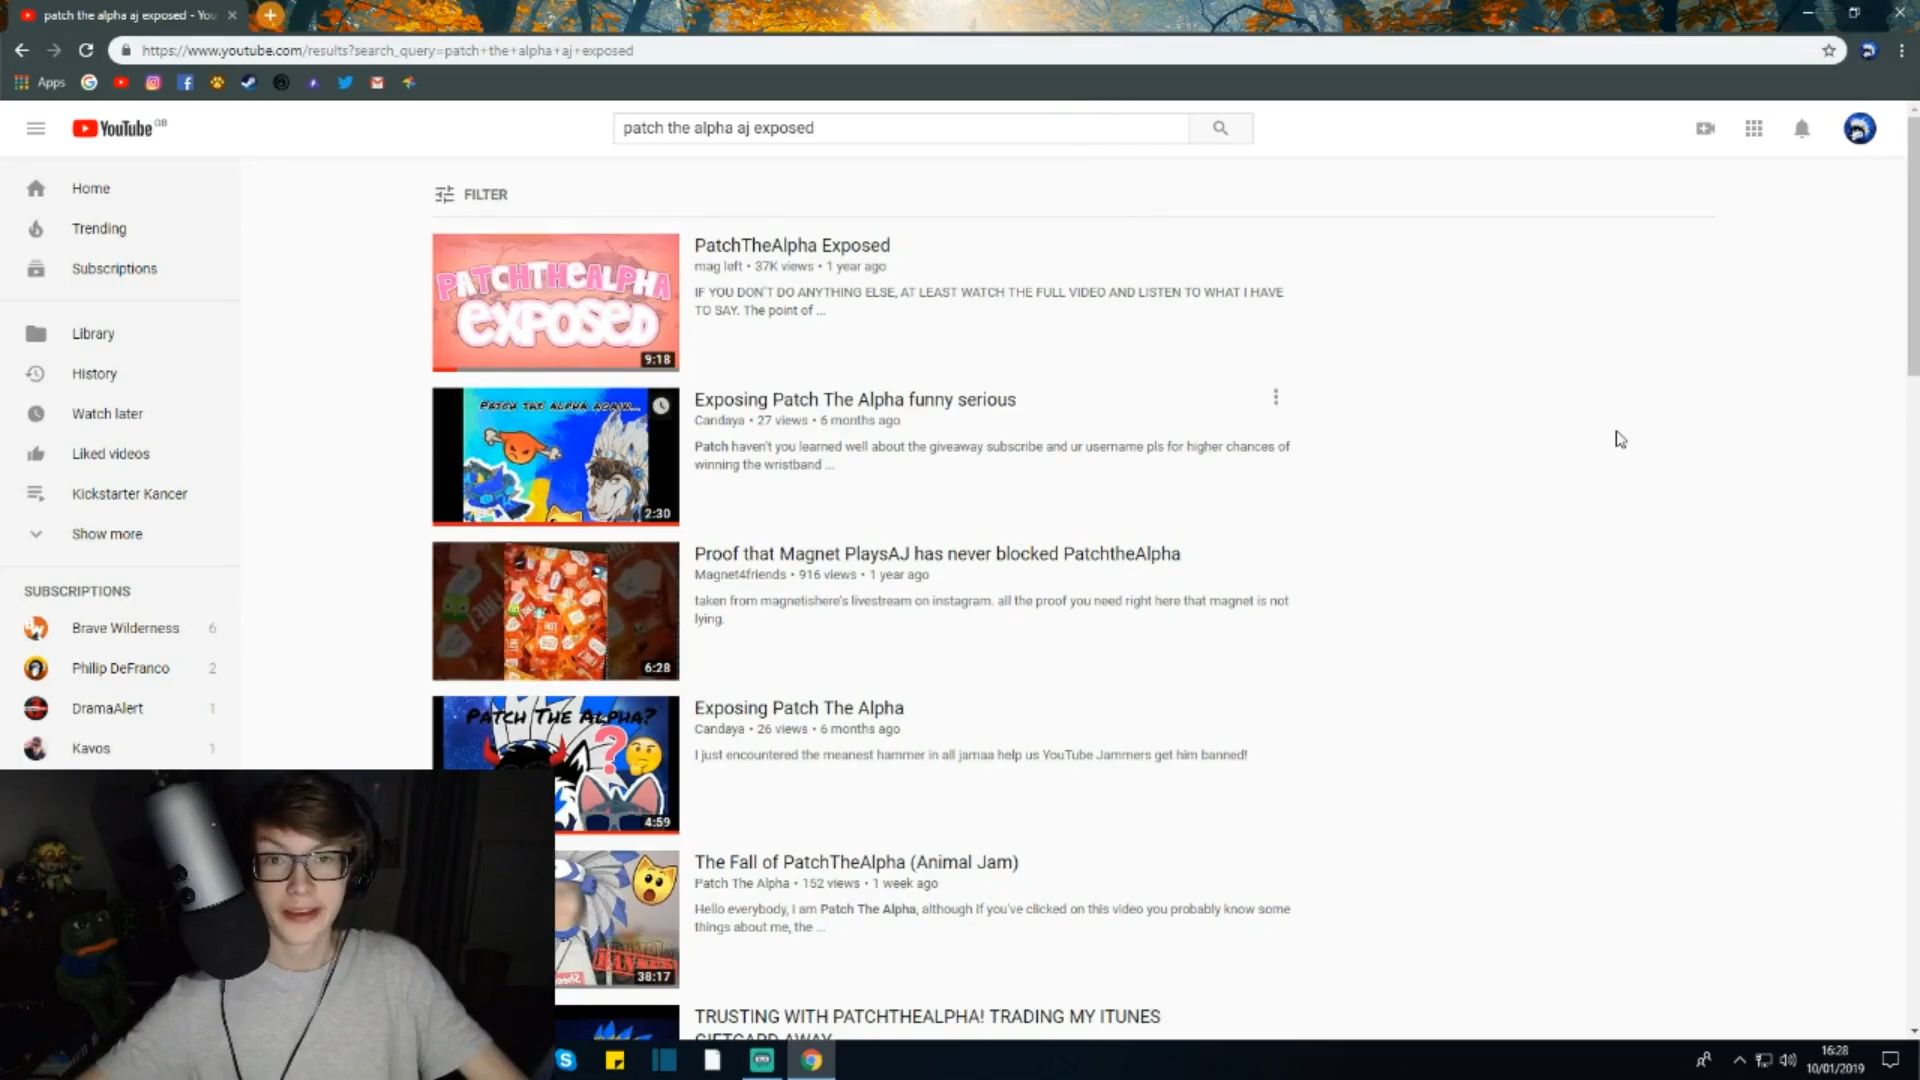 patch the alpha aj exposed - You
https://www.youtube.com/results?search_query=patch+the+alpha+aj+exposed
Apps
YouTube GB
patch the alpha aj exposed
Home
Trending
Subscriptions
Library
History
Watch later
Liked videos
Kickstarter Kancer
Show more
SUBSCRIPTIONS
Brave Wilderness 6
Philip DeFranco 2
DramaAlert 1
Kavos 1
FILTER
PATCHTHEALPHA
EXPOSED
9:18
PatchTheAlpha Exposed
mag left • 37K views • 1 year ago
IF YOU DON'T DO ANYTHING ELSE, AT LEAST WATCH THE FULL VIDEO AND LISTEN TO WHAT I HAVE
TO SAY. The point of ...
PATCH THE ALPHA AGAIN...
2:30
Exposing Patch The Alpha funny serious
Candaya • 27 views • 6 months ago
Patch haven't you learned well about the giveaway subscribe and ur username pls for higher chances of
winning the wristband ...
6:28
Proof that Magnet PlaysAJ has never blocked PatchtheAlpha
Magnet4friends • 916 views • 1 year ago
taken from magnetishere's livestream on instagram. all the proof you need right here that magnet is not
lying.
PATCH THE ALPHA?
4:59
Exposing Patch The Alpha
Candaya • 26 views • 6 months ago
I just encountered the meanest hammer in all jamaa help us YouTube Jammers get him banned!
BANNED
38:17
The Fall of PatchTheAlpha (Animal Jam)
Patch The Alpha • 152 views • 1 week ago
Hello everybody, I am Patch The Alpha, although if you've clicked on this video you probably know some
things about me, the ...
TRUSTING WITH PATCHTHEALPHA! TRADING MY ITUNES
GIFTCARD AWAY
16:28
10/01/2019